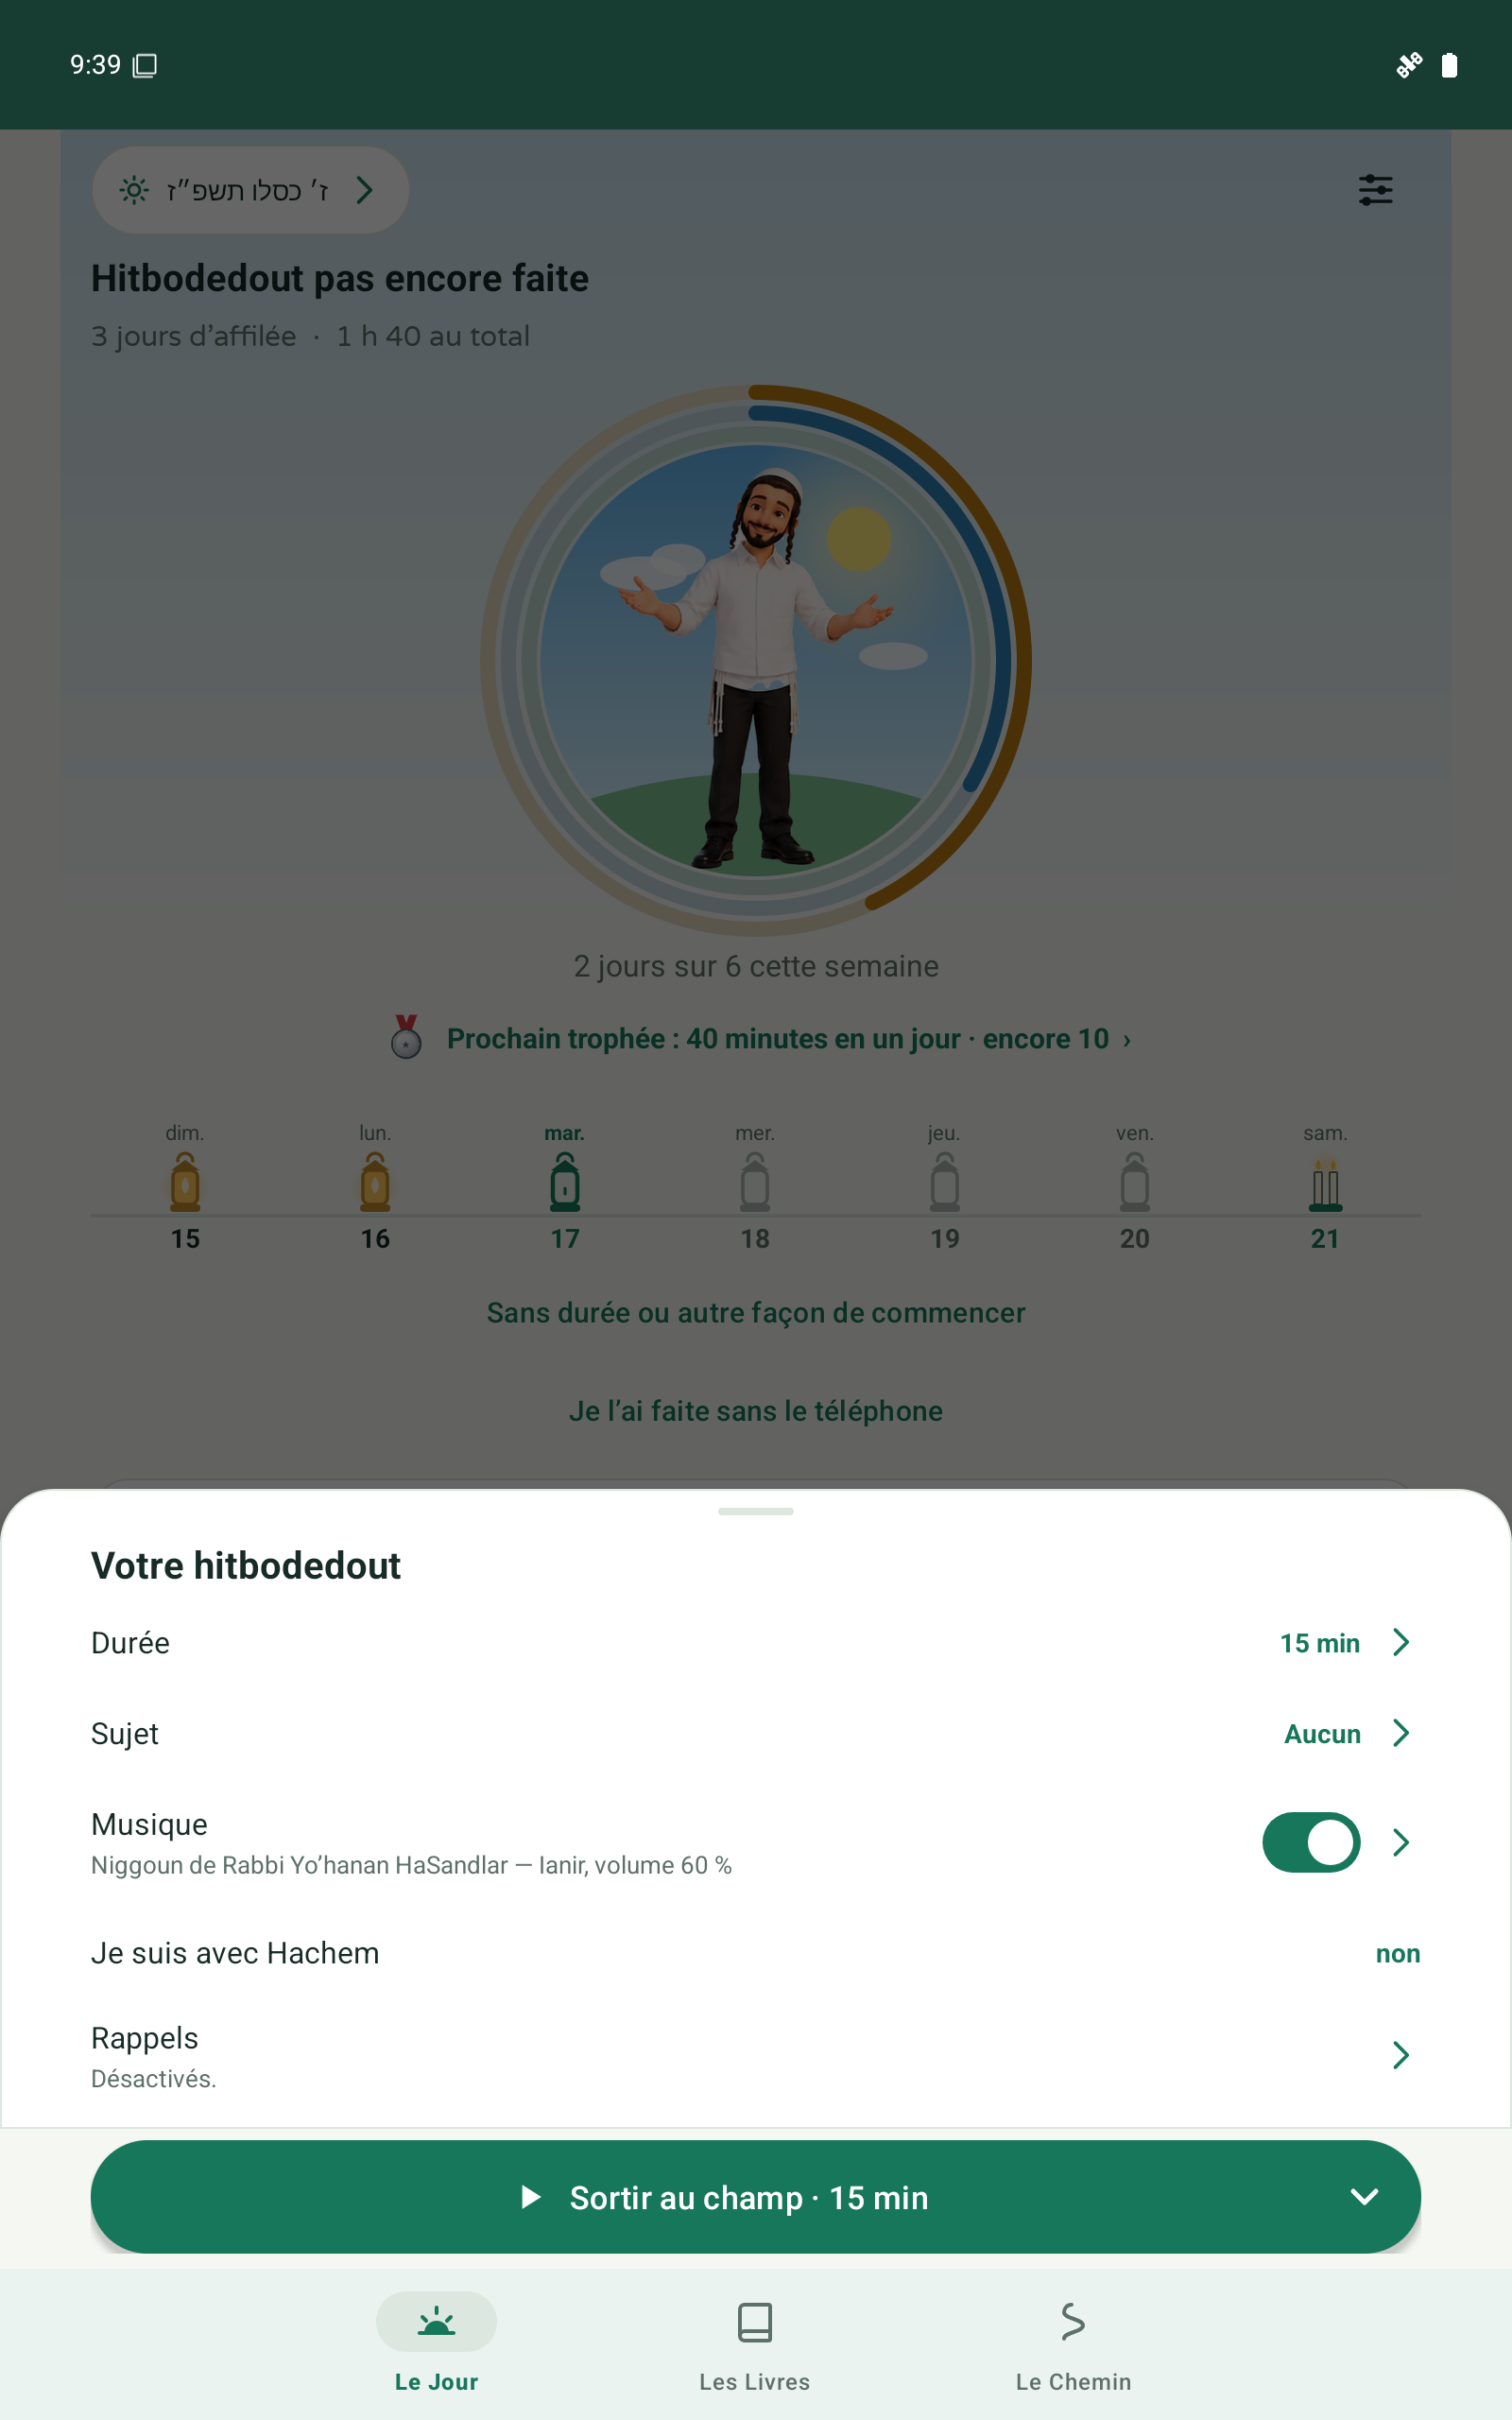 9:39
ז׳ כסלו תשפ״ז
Hitbodedout pas encore faite
3 jours d’affilée · 1 h 40 au total
2 jours sur 6 cette semaine
Prochain trophée : 40 minutes en un jour · encore 10 ›
dim. lun. mar. mer. jeu. ven. sam.
15 16 17 18 19 20 21
Sans durée ou autre façon de commencer
Je l’ai faite sans le téléphone
Votre hitbodedout
Durée 15 min
Sujet Aucun
Musique
Niggoun de Rabbi Yo’hanan HaSandlar — Ianir, volume 60 %
Je suis avec Hachem non
Rappels
Désactivés.
Sortir au champ · 15 min
Le Jour Les Livres Le Chemin